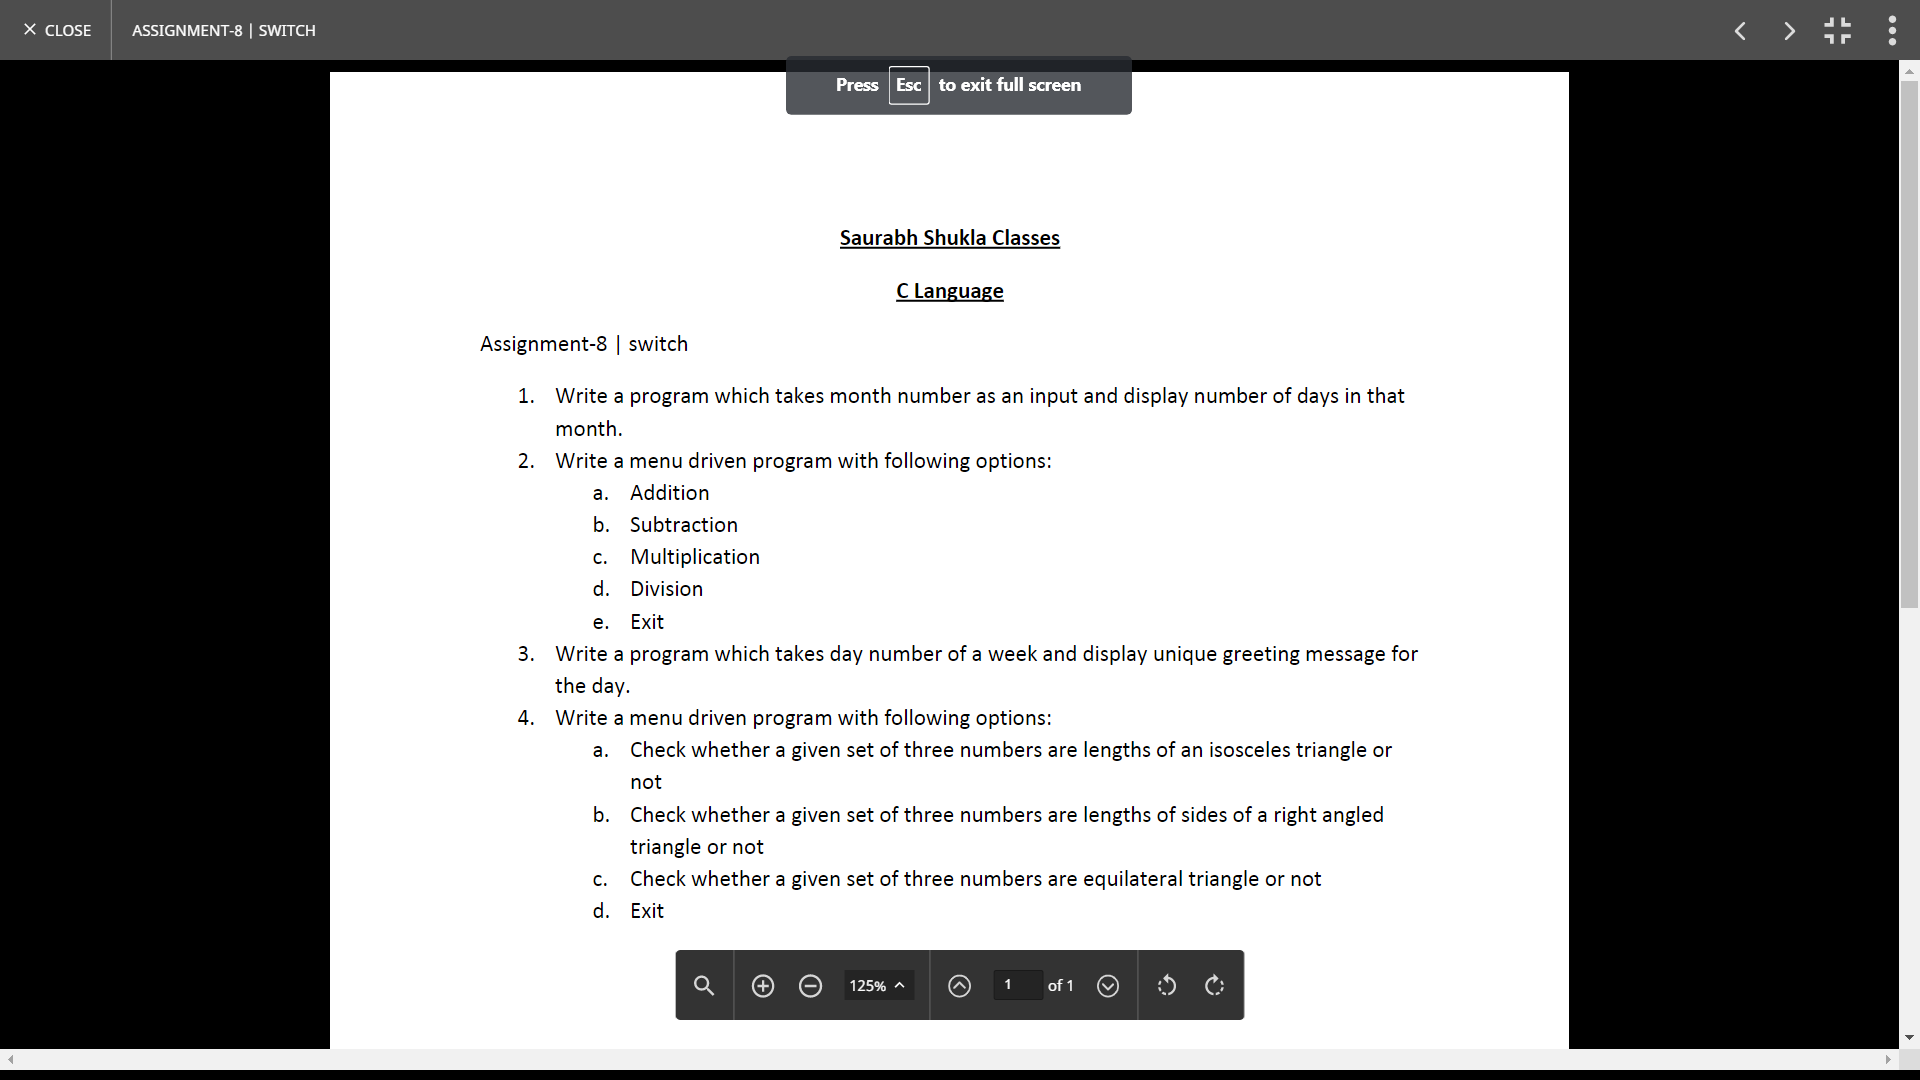 CLOSE ASSIGNMENT-8 | SWITCH
Press Esc to exit full screen
Saurabh Shukla Classes
C Language
Assignment-8 | switch
1. Write a program which takes month number as an input and display number of days in that
month.
2. Write a menu driven program with following options:
a. Addition
b. Subtraction
c. Multiplication
d. Division
e. Exit
3. Write a program which takes day number of a week and display unique greeting message for
the day.
4. Write a menu driven program with following options:
a. Check whether a given set of three numbers are lengths of an isosceles triangle or
not
b. Check whether a given set of three numbers are lengths of sides of a right angled
triangle or not
c. Check whether a given set of three numbers are equilateral triangle or not
d. Exit
125% 1 of 1